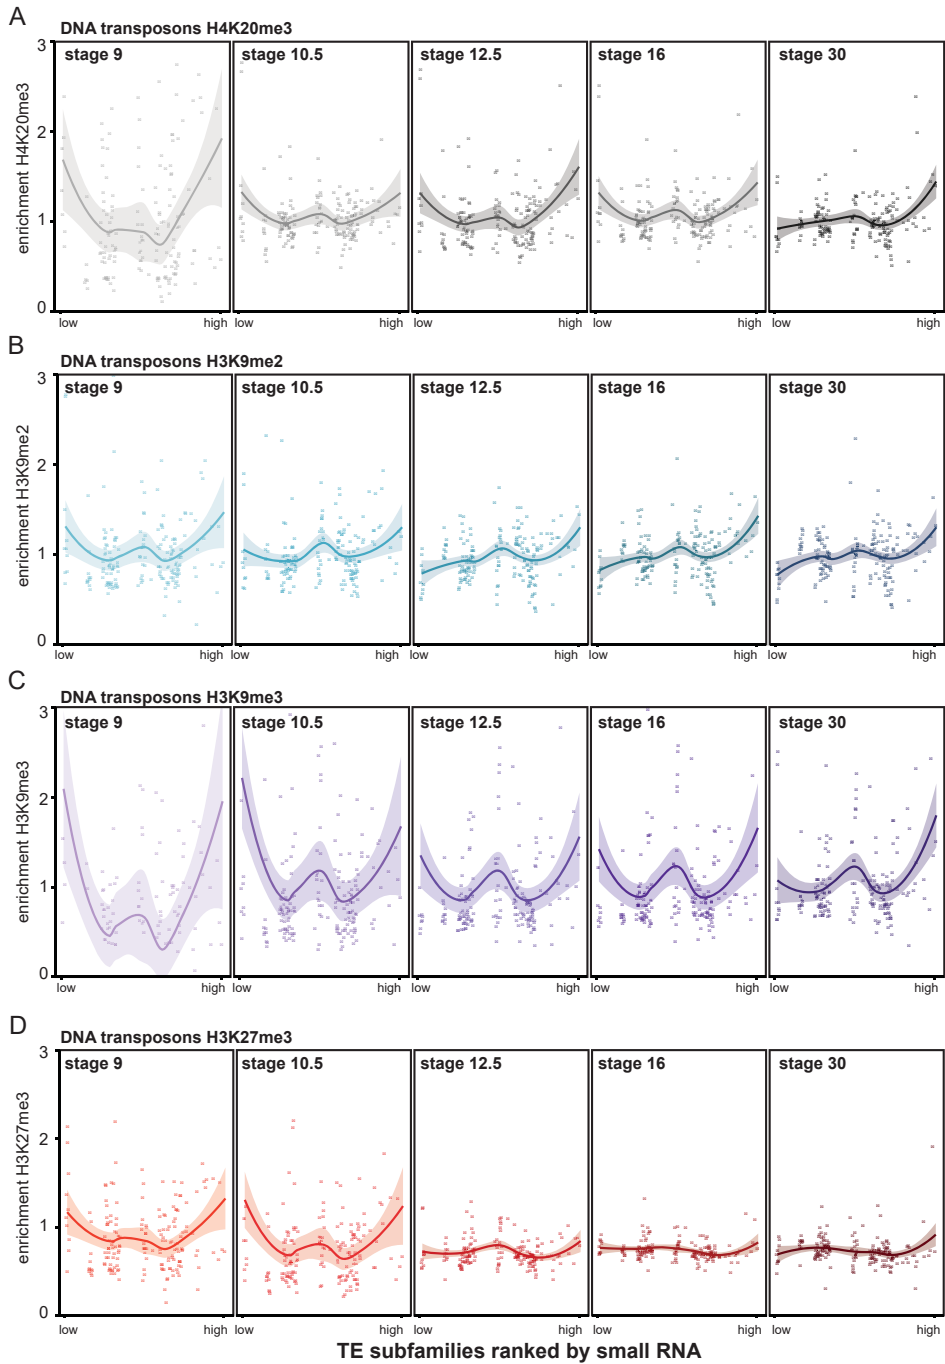 A
DNA transposons H4K20me3
stage 9 stage 10.5 stage 12.5 stage 16 stage 30
enrichment H4K20me3
3
2
1
0
low high low high low high low high low high
B
DNA transposons H3K9me2
stage 9 stage 10.5 stage 12.5 stage 16 stage 30
enrichment H3K9me2
3
2
1
0
low high low high low high low high low high
C
DNA transposons H3K9me3
stage 9 stage 10.5 stage 12.5 stage 16 stage 30
enrichment H3K9me3
3
2
1
0
low high low high low high low high low high
D
DNA transposons H3K27me3
stage 9 stage 10.5 stage 12.5 stage 16 stage 30
enrichment H3K27me3
3
2
1
0
low high low high low high low high low high
TE subfamilies ranked by small RNA